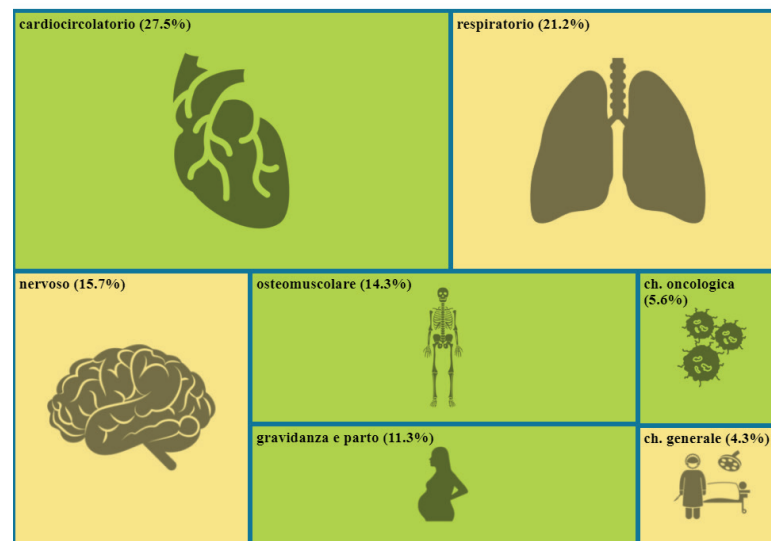 cardiocircolatorio (27.5%)
respiratorio (21.2%)
nervoso (15.7%)
osteomuscolare (14.3%)
ch. oncologica
(5.6%)
gravidanza e parto (11.3%)
ch. generale (4.3%)